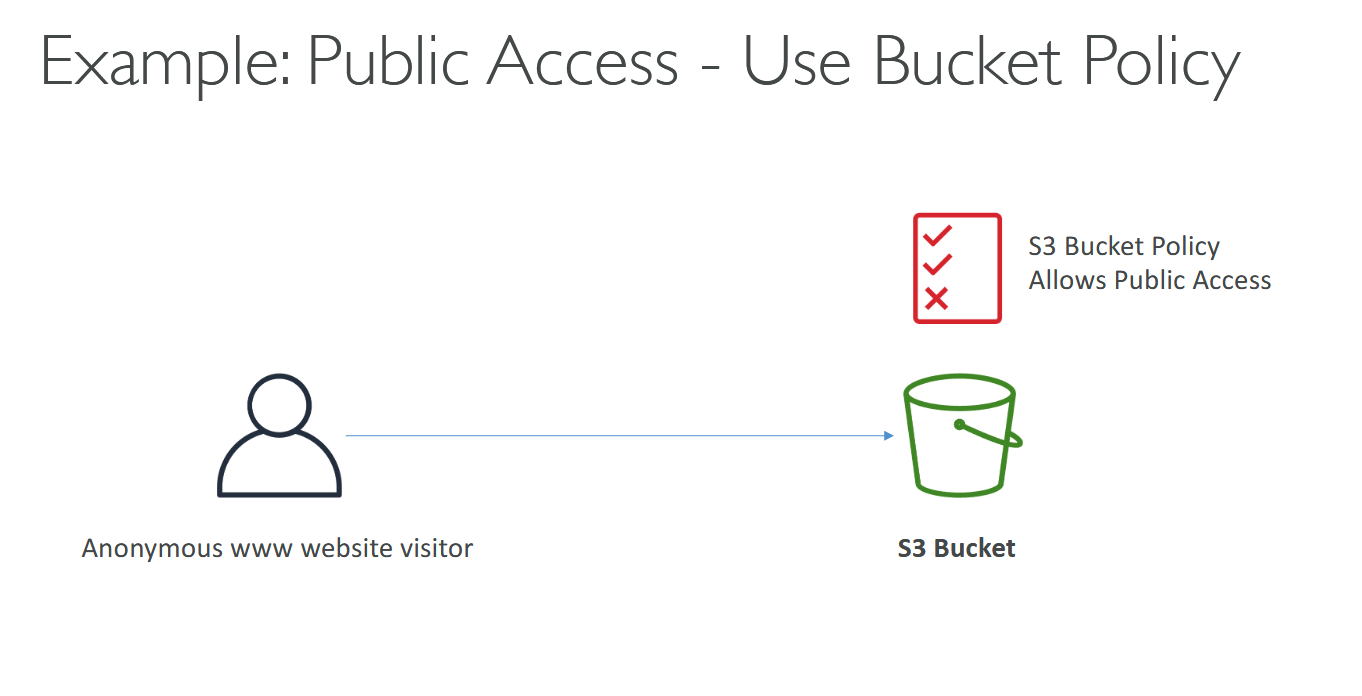 Example: Public Access - Use Bucket Policy
S3 Bucket Policy
Allows Public Access
Anonymous www website visitor
S3 Bucket